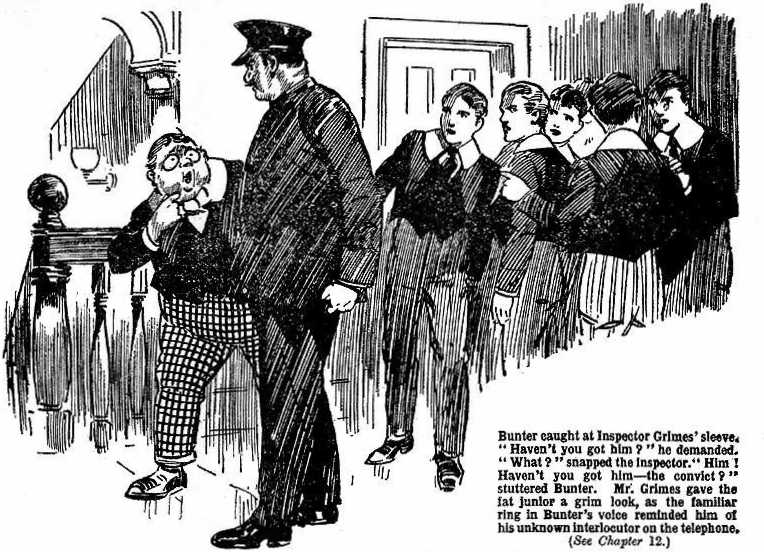 Bunter caught at Inspector Grimes' sleeve.
" Haven't you got him ? " he demanded.
" What ? " snapped the inspector. " Him !
Haven't you got him—the convict ? "
stuttered Bunter. Mr. Grimes gave the
fat junior a grim look, as the familiar
ring in Bunter's voice reminded him of
his unknown interlocutor on the telephone.
(See Chapter 12.)